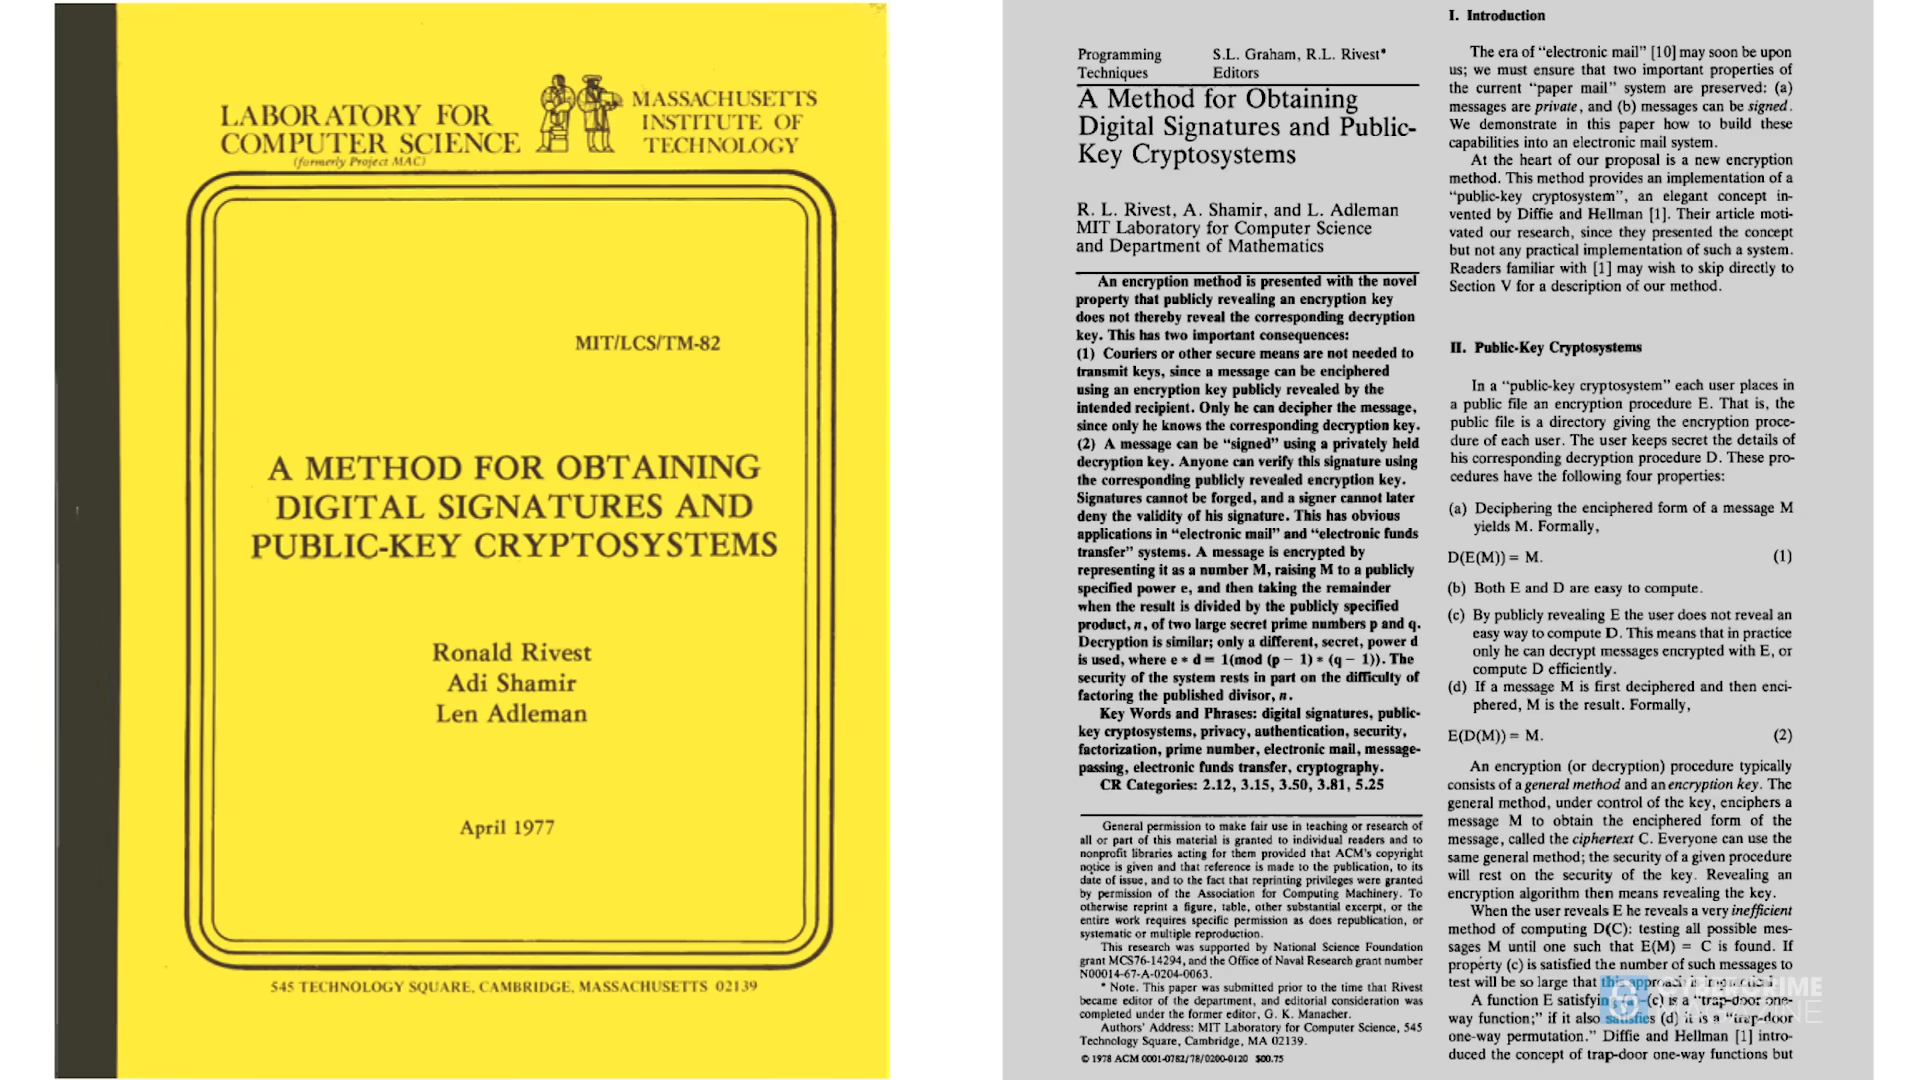 LABORATORY FOR
COMPUTER SCIENCE
(formerly Project MAC)
MASSACHUSETTS
INSTITUTE OF
TECHNOLOGY
MIT/LCS/TM-82
A METHOD FOR OBTAINING
DIGITAL SIGNATURES AND
PUBLIC-KEY CRYPTOSYSTEMS
Ronald Rivest
Adi Shamir
Len Adleman
April 1977
545 TECHNOLOGY SQUARE, CAMBRIDGE, MASSACHUSETTS 02139
Programming
Techniques
S.L. Graham, R.L. Rivest*
Editors
A Method for Obtaining
Digital Signatures and Public-
Key Cryptosystems
R. L. Rivest, A. Shamir, and L. Adleman
MIT Laboratory for Computer Science
and Department of Mathematics
An encryption method is presented with the novel
property that publicly revealing an encryption key
does not thereby reveal the corresponding decryption
key. This has two important consequences:
(1) Couriers or other secure means are not needed to
transmit keys, since a message can be enciphered
using an encryption key publicly revealed by the
intended recipient. Only he can decipher the message,
since only he knows the corresponding decryption key.
(2) A message can be “signed” using a privately held
decryption key. Anyone can verify this signature using
the corresponding publicly revealed encryption key.
Signatures cannot be forged, and a signer cannot later
deny the validity of his signature. This has obvious
applications in “electronic mail” and “electronic funds
transfer” systems. A message is encrypted by
representing it as a number M, raising M to a publicly
specified power e, and then taking the remainder
when the result is divided by the publicly specified
product, n, of two large secret prime numbers p and q.
Decryption is similar; only a different, secret, power d
is used, where e * d = 1(mod (p − 1) * (q − 1)). The
security of the system rests in part on the difficulty of
factoring the published divisor, n.
Key Words and Phrases: digital signatures, public-
key cryptosystems, privacy, authentication, security,
factorization, prime number, electronic mail, message-
passing, electronic funds transfer, cryptography.
CR Categories: 2.12, 3.15, 3.50, 3.81, 5.25
General permission to make fair use in teaching or research of
all or part of this material is granted to individual readers and to
nonprofit libraries acting for them provided that ACM's copyright
notice is given and that reference is made to the publication, to its
date of issue, and to the fact that reprinting privileges were granted
by permission of the Association for Computing Machinery. To
otherwise reprint a figure, table, other substantial excerpt, or the
entire work requires specific permission as does republication, or
systematic or multiple reproduction.
This research was supported by National Science Foundation
grant MCS76-14294, and the Office of Naval Research grant number
N00014-67-A-0204-0063.
* Note. This paper was submitted prior to the time that Rivest
became editor of the department, and editorial consideration was
completed under the former editor, G. K. Manacher.
Authors' Address: MIT Laboratory for Computer Science, 545
Technology Square, Cambridge, MA 02139.
© 1978 ACM 0001-0782/78/0200-0120 $00.75
I. Introduction
The era of “electronic mail” [10] may soon be upon
us; we must ensure that two important properties of
the current “paper mail” system are preserved: (a)
messages are private, and (b) messages can be signed.
We demonstrate in this paper how to build these
capabilities into an electronic mail system.
At the heart of our proposal is a new encryption
method. This method provides an implementation of a
“public-key cryptosystem”, an elegant concept in-
vented by Diffie and Hellman [1]. Their article moti-
vated our research, since they presented the concept
but not any practical implementation of such a system.
Readers familiar with [1] may wish to skip directly to
Section V for a description of our method.
II. Public-Key Cryptosystems
In a “public-key cryptosystem” each user places in
a public file an encryption procedure E. That is, the
public file is a directory giving the encryption proce-
dure of each user. The user keeps secret the details of
his corresponding decryption procedure D. These pro-
cedures have the following four properties:
(a) Deciphering the enciphered form of a message M
yields M. Formally,
D(E(M)) = M. (1)
(b) Both E and D are easy to compute.
(c) By publicly revealing E the user does not reveal an
easy way to compute D. This means that in practice
only he can decrypt messages encrypted with E, or
compute D efficiently.
(d) If a message M is first deciphered and then enci-
phered, M is the result. Formally,
E(D(M)) = M. (2)
An encryption (or decryption) procedure typically
consists of a general method and an encryption key. The
general method, under control of the key, enciphers a
message M to obtain the enciphered form of the
message, called the ciphertext C. Everyone can use the
same general method; the security of a given procedure
will rest on the security of the key. Revealing an
encryption algorithm then means revealing the key.
When the user reveals E he reveals a very inefficient
method of computing D(C): testing all possible mes-
sages M until one such that E(M) = C is found. If
property (c) is satisfied the number of such messages to
test will be so large that this approach is
A function E satisfying (c) is a “trap-door one-
way function;” if it also satisfies (d) it is a “trap-door
one-way permutation.” Diffie and Hellman [1] intro-
duced the concept of trap-door one-way functions but
CYBERCRIME
MAGAZINE